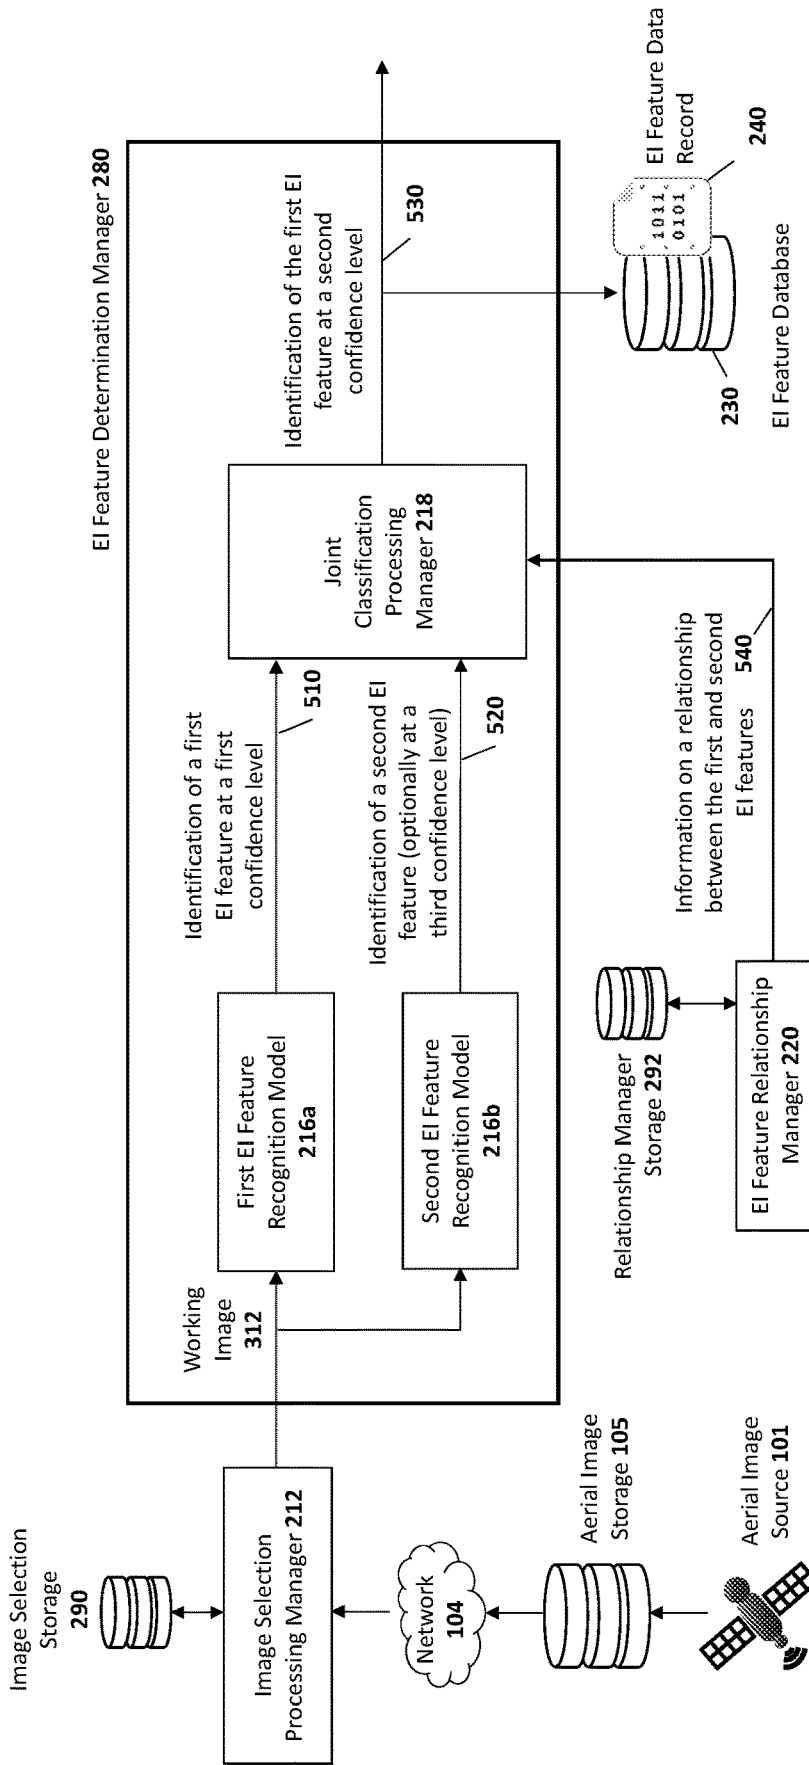 EI Feature Determination Manager 280
Image Selection
Storage
290
Image Selection
Processing Manager 212
Network
104
Aerial Image
Storage 105
Aerial Image
Source 101
Working
Image
312
First EI Feature
Recognition Model
216a
Second EI Feature
Recognition Model
216b
Identification of a first
EI feature at a first
confidence level
510
Identification of a second EI
feature (optionally at a
third confidence level)
520
Joint
Classification
Processing
Manager 218
Identification of the first EI
feature at a second
confidence level
530
Relationship Manager
Storage 292
EI Feature Relationship
Manager 220
Information on a relationship
between the first and second
EI features
540
1011
0101
EI Feature Data
Record
240
230
EI Feature Database